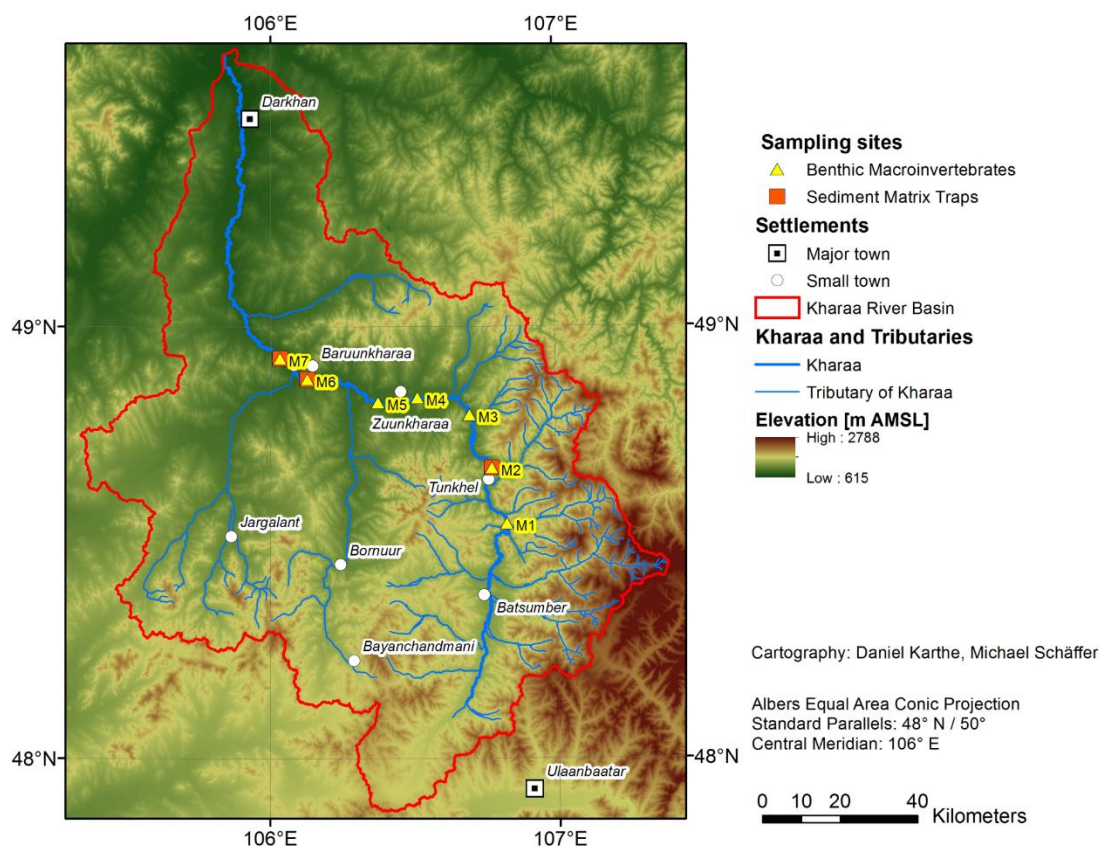 106°E
107°E
Darkhan
49°N
49°N
Baruunkharaa
M7
M6
M5
M4
M3
Zuunkharaa
M2
Tunkhel
M1
Jargalant
Bornuur
Batsumber
Bayanchandmani
48°N
48°N
Ulaanbaatar
106°E
107°E
Sampling sites
Benthic Macroinvertebrates
Sediment Matrix Traps
Settlements
Major town
Small town
Kharaa River Basin
Kharaa and Tributaries
Kharaa
Tributary of Kharaa
Elevation [m AMSL]
High : 2788
Low : 615
Cartography: Daniel Karthe, Michael Schäffer
Albers Equal Area Conic Projection
Standard Parallels: 48° N / 50°
Central Meridian: 106° E
0 10 20 40
Kilometers